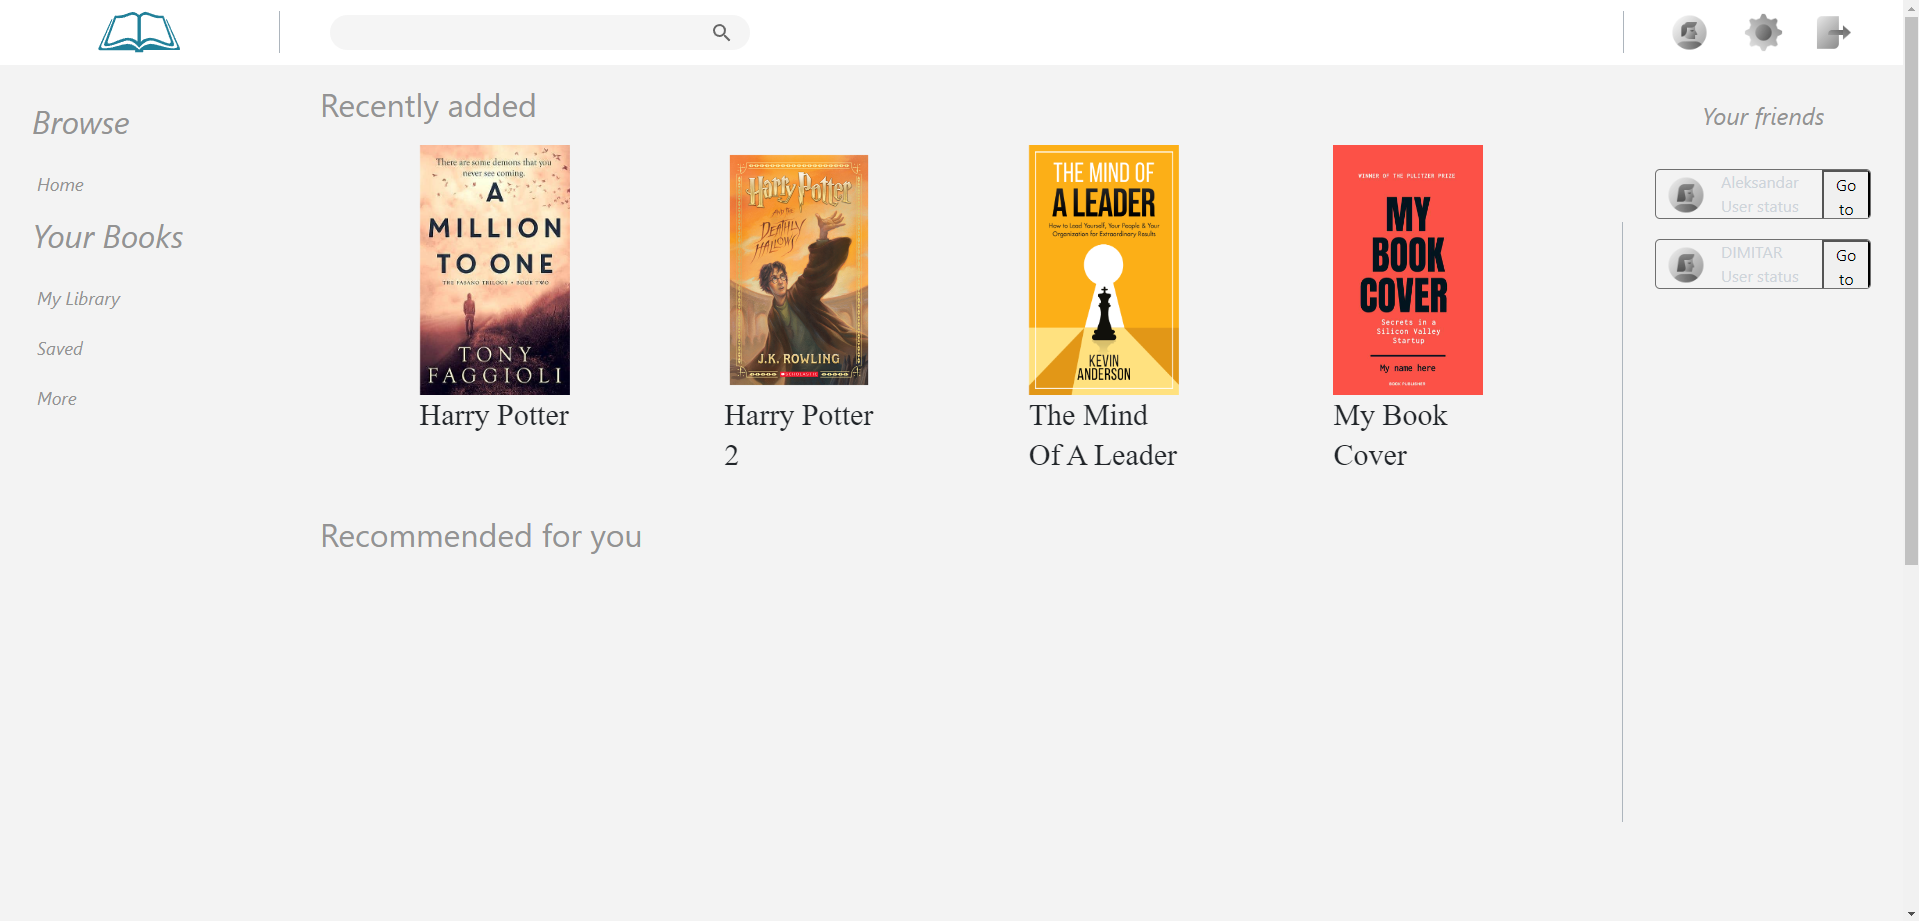 Browse
Home
Your Books
My Library
Saved
More
Recently added
There are some demons that you
never see coming.
A
MILLION
TO ONE
THE FABANO TRILOGY • BOOK TWO
TONY
FAGGIOLI
Harry Potter
Harry Potter
AND THE
DEATHLY
HALLOWS
J.K. ROWLING
SCHOLASTIC
Harry Potter
2
THE MIND OF
A LEADER
How to Lead Yourself, Your People & Your
Organization for Extraordinary Results
KEVIN
ANDERSON
The Mind
Of A Leader
WINNER OF THE PULITZER PRIZE
MY
BOOK
COVER
Secrets in a
Silicon Valley
Startup
My name here
BOOK PUBLISHER
My Book
Cover
Recommended for you
Your friends
Aleksandar
User status
Go
to
DIMITAR
User status
Go
to